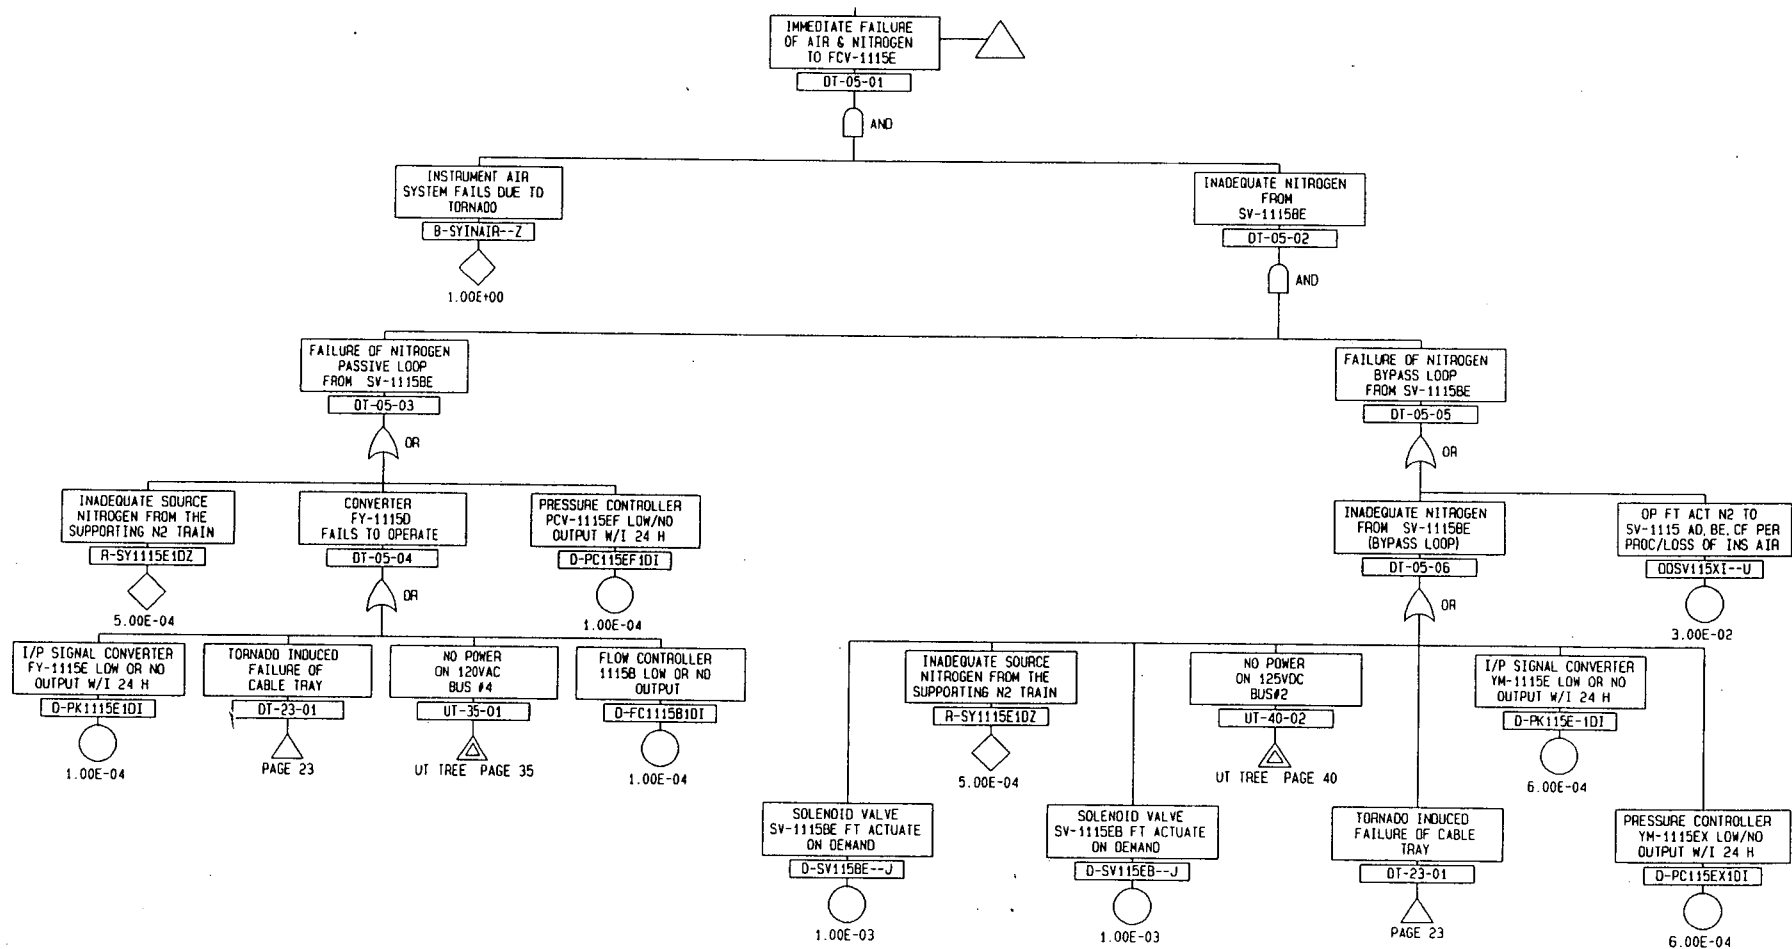 IMMEDIATE FAILURE
OF AIR & NITROGEN
TO FCV-1115E
DT-05-01
AND
INSTRUMENT AIR
SYSTEM FAILS DUE TO
TORNADO
B-SYINAIR--Z
1.00E+00
INADEQUATE NITROGEN
FROM
SV-1115BE
DT-05-02
AND
FAILURE OF NITROGEN
PASSIVE LOOP
FROM SV-1115BE
DT-05-03
OR
FAILURE OF NITROGEN
BYPASS LOOP
FROM SV-1115BE
DT-05-05
OR
INADEQUATE SOURCE
NITROGEN FROM THE
SUPPORTING N2 TRAIN
R-SY1115E1DZ
5.00E-04
CONVERTER
FY-1115D
FAILS TO OPERATE
DT-05-04
OR
PRESSURE CONTROLLER
PCV-1115EF LOW/NO
OUTPUT W/I 24 H
D-PC115EF1DI
1.00E-04
INADEQUATE NITROGEN
FROM SV-1115BE
(BYPASS LOOP)
DT-05-06
OR
OP FT ACT N2 TO
SV-1115 AD, BE, CF PER
PROC/LOSS OF INS AIR
ODSV115XI--U
3.00E-02
I/P SIGNAL CONVERTER
FY-1115E LOW OR NO
OUTPUT W/I 24 H
D-PK1115E1DI
1.00E-04
TORNADO INDUCED
FAILURE OF
CABLE TRAY
DT-23-01
PAGE 23
NO POWER
ON 120VAC
BUS #4
UT-35-01
UT TREE PAGE 35
FLOW CONTROLLER
1115B LOW OR NO
OUTPUT
D-FC1115B1DI
1.00E-04
INADEQUATE SOURCE
NITROGEN FROM THE
SUPPORTING N2 TRAIN
R-SY1115E1DZ
5.00E-04
NO POWER
ON 125VDC
BUS#2
UT-40-02
UT TREE PAGE 40
I/P SIGNAL CONVERTER
YM-1115E LOW OR NO
OUTPUT W/I 24 H
D-PK115E-1DI
6.00E-04
SOLENOID VALVE
SV-1115BE FT ACTUATE
ON DEMAND
D-SV115BE--J
1.00E-03
SOLENOID VALVE
SV-1115EB FT ACTUATE
ON DEMAND
D-SV115EB--J
1.00E-03
TORNADO INDUCED
FAILURE OF CABLE
TRAY
DT-23-01
PAGE 23
PRESSURE CONTROLLER
YM-1115EX LOW/NO
OUTPUT W/I 24 H
D-PC115EX1DI
6.00E-04